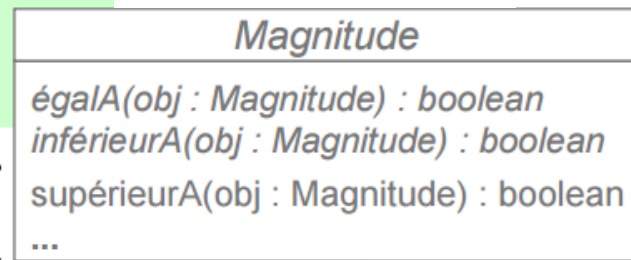 Magnitude
égalA(obj : Magnitude) : boolean
inférieurA(obj : Magnitude) : boolean
supérieurA(obj : Magnitude) : boolean
...